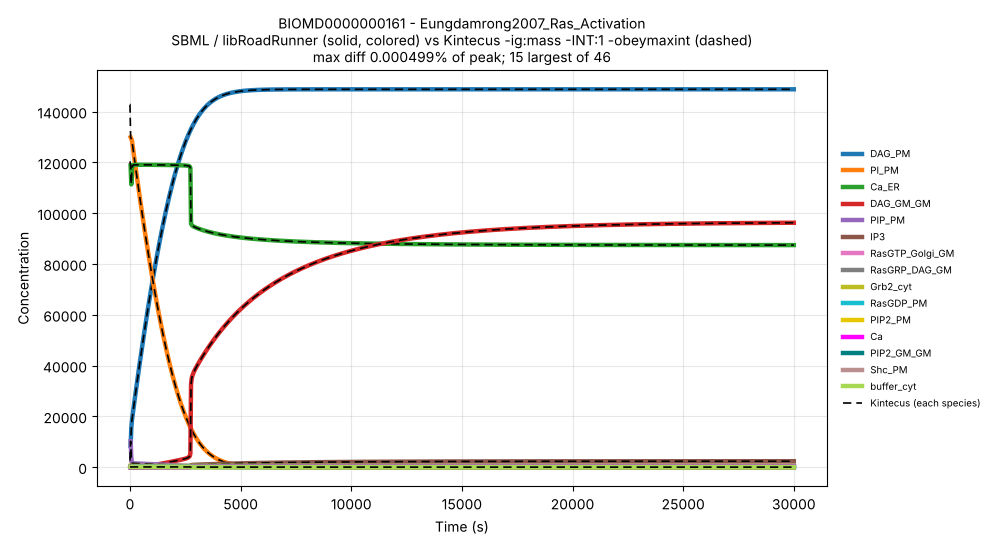 BIOMD0000000161 - Eungdamrong2007_Ras_Activation
SBML / libRoadRunner (solid, colored) vs Kintecus -ig:mass -INT:1 -obeymaxint (dashed)
max diff 0.000499% of peak; 15 largest of 46
Concentration
140000
120000
100000
80000
60000
40000
20000
0
0
5000
10000
15000
20000
25000
30000
Time (s)
DAG_PM
PI_PM
Ca_ER
DAG_GM_GM
PIP_PM
IP3
RasGTP_Golgi_GM
RasGRP_DAG_GM
Grb2_cyt
RasGDP_PM
PIP2_PM
Ca
PIP2_GM_GM
Shc_PM
buffer_cyt
Kintecus (each species)